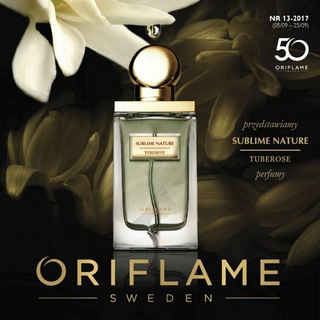 NR 13-2017
(05/09 - 25/09)
50
ORIFLAME
przedstawiamy
SUBLIME NATURE
TUBEROSE
perfumy
SUBLIME NATURE
TUBEROSE
ORIFLAME
ORIFLAME
SWEDEN